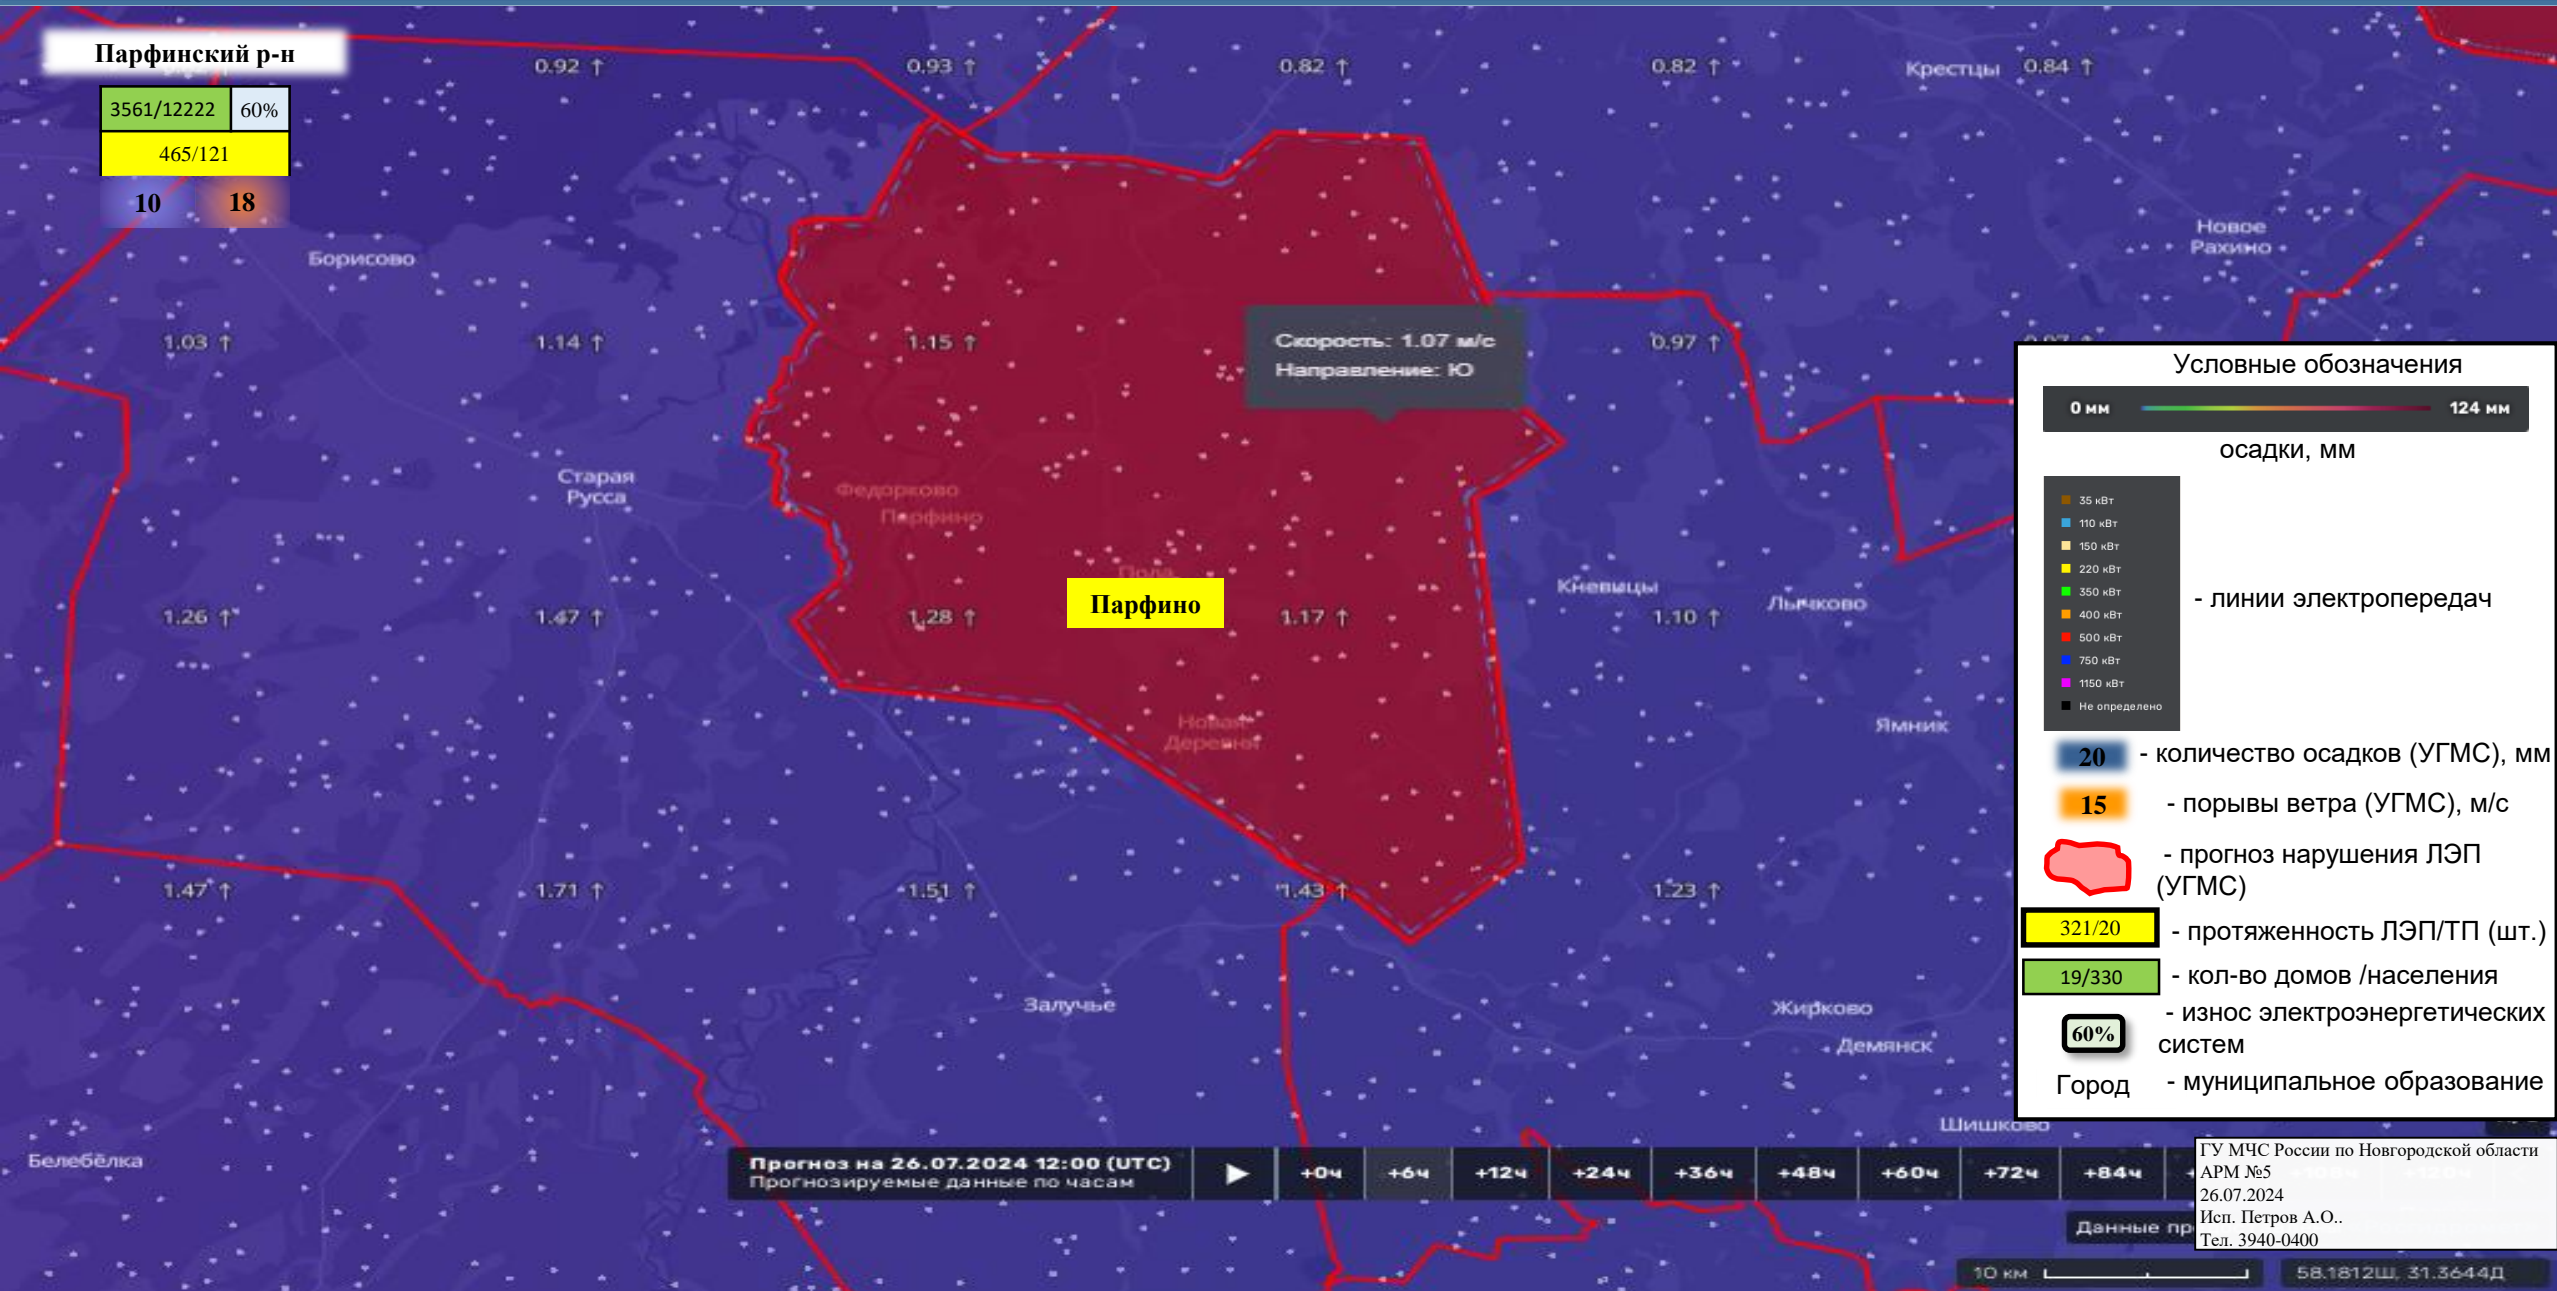 Парфинский р-н
3561/12222 60%
465/121
10 18
0.92 ↑
0.93 ↑
0.82 ↑
0.82 ↑
Крестцы 0.84 ↑
Новое
Рахино
Борисово
1.03 ↑
1.14 ↑
1.15 ↑
Скорость: 1.07 м/с
Направление: Ю
0.97 ↑
Старая
Русса
Федорково
Парфино
Пола
Парфино
Кневицы
Лычково
1.26 ↑
1.47 ↑
1.28 ↑
1.17 ↑
1.10 ↑
Новая
Деревня
Ямник
1.47 ↑
1.71 ↑
1.51 ↑
1.43 ↑
1.23 ↑
Залучье
Жирково
Демянск
Шишково
Белебёлка
Условные обозначения
0 мм 124 мм
осадки, мм
35 кВт
110 кВт
150 кВт
220 кВт
350 кВт
400 кВт
500 кВт
750 кВт
1150 кВт
Не определено
- линии электропередач
20 - количество осадков (УГМС), мм
15 - порывы ветра (УГМС), м/с
- прогноз нарушения ЛЭП
(УГМС)
321/20 - протяженность ЛЭП/ТП (шт.)
19/330 - кол-во домов /населения
60% - износ электроэнергетических
систем
Город - муниципальное образование
Прогноз на 26.07.2024 12:00 (UTC)
Прогнозируемые данные по часам
▶ +0ч +6ч +12ч +24ч +36ч +48ч +60ч +72ч +84ч
ГУ МЧС России по Новгородской области
АРМ №5
26.07.2024
Исп. Петров А.О..
Тел. 3940-0400
Данные пр
10 км
58.1812Ш, 31.3644Д